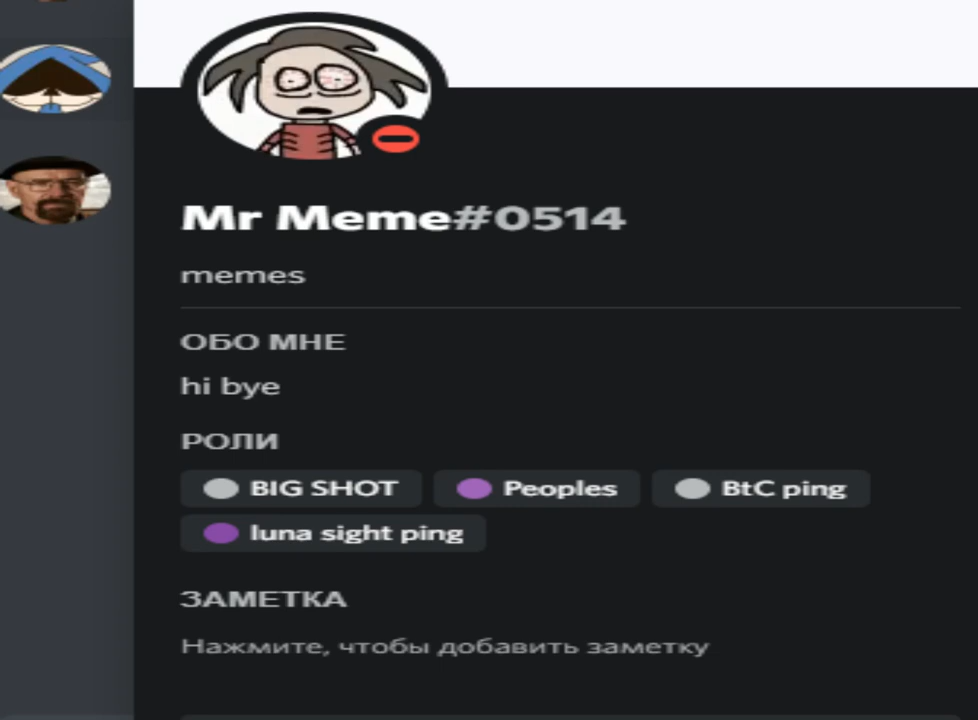 Mr Meme#0514
memes
ОБО МНЕ
hi bye
РОЛИ
BIG SHOT Peoples BtC ping
luna sight ping
ЗАМЕТКА
Нажмите, чтобы добавить заметку